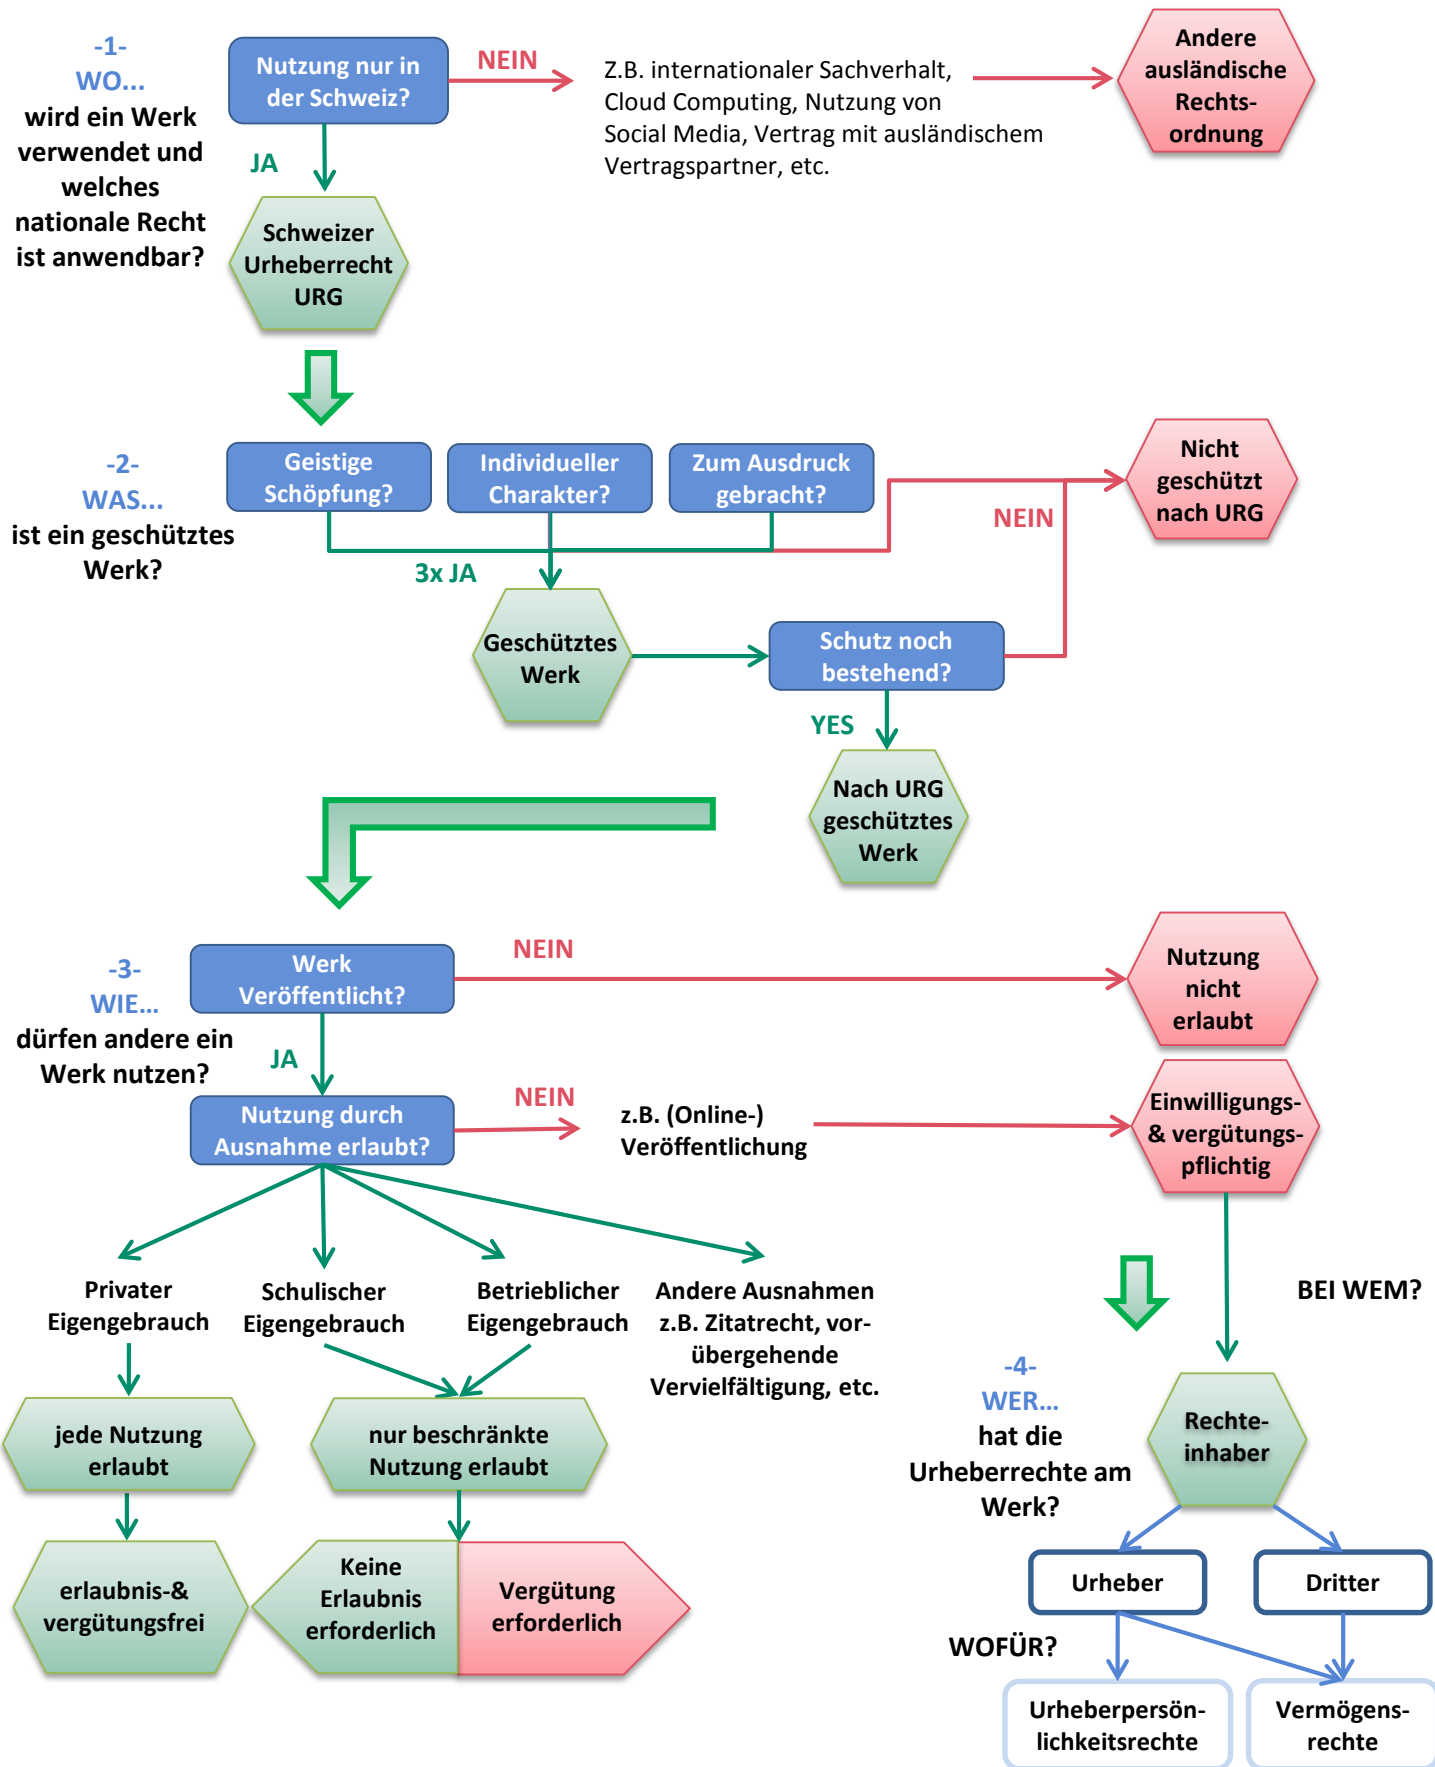 -1-
WO...
wird ein Werk
verwendet und
welches
nationale Recht
ist anwendbar?
Nutzung nur in
der Schweiz?
NEIN
Z.B. internationaler Sachverhalt,
Cloud Computing, Nutzung von
Social Media, Vertrag mit ausländischem
Vertragspartner, etc.
Andere
ausländische
Rechts-
ordnung
JA
Schweizer
Urheberrecht
URG
-2-
WAS...
ist ein geschütztes
Werk?
Geistige
Schöpfung?
Individueller
Charakter?
Zum Ausdruck
gebracht?
NEIN
Nicht
geschützt
nach URG
3x JA
Geschütztes
Werk
Schutz noch
bestehend?
YES
Nach URG
geschütztes
Werk
-3-
WIE...
dürfen andere ein
Werk nutzen?
Werk
Veröffentlicht?
NEIN
Nutzung
nicht
erlaubt
JA
Nutzung durch
Ausnahme erlaubt?
NEIN
z.B. (Online-)
Veröffentlichung
Einwilligungs-
& vergütungs-
pflichtig
Privater
Eigengebrauch
Schulischer
Eigengebrauch
Betrieblicher
Eigengebrauch
Andere Ausnahmen
z.B. Zitatrecht, vor-
übergehende
Vervielfältigung, etc.
BEI WEM?
jede Nutzung
erlaubt
nur beschränkte
Nutzung erlaubt
-4-
WER...
hat die
Urheberrechte am
Werk?
Rechte-
inhaber
erlaubnis-&
vergütungsfrei
Keine
Erlaubnis
erforderlich
Vergütung
erforderlich
Urheber
Dritter
WOFÜR?
Urheberpersön-
lichkeitsrechte
Vermögens-
rechte